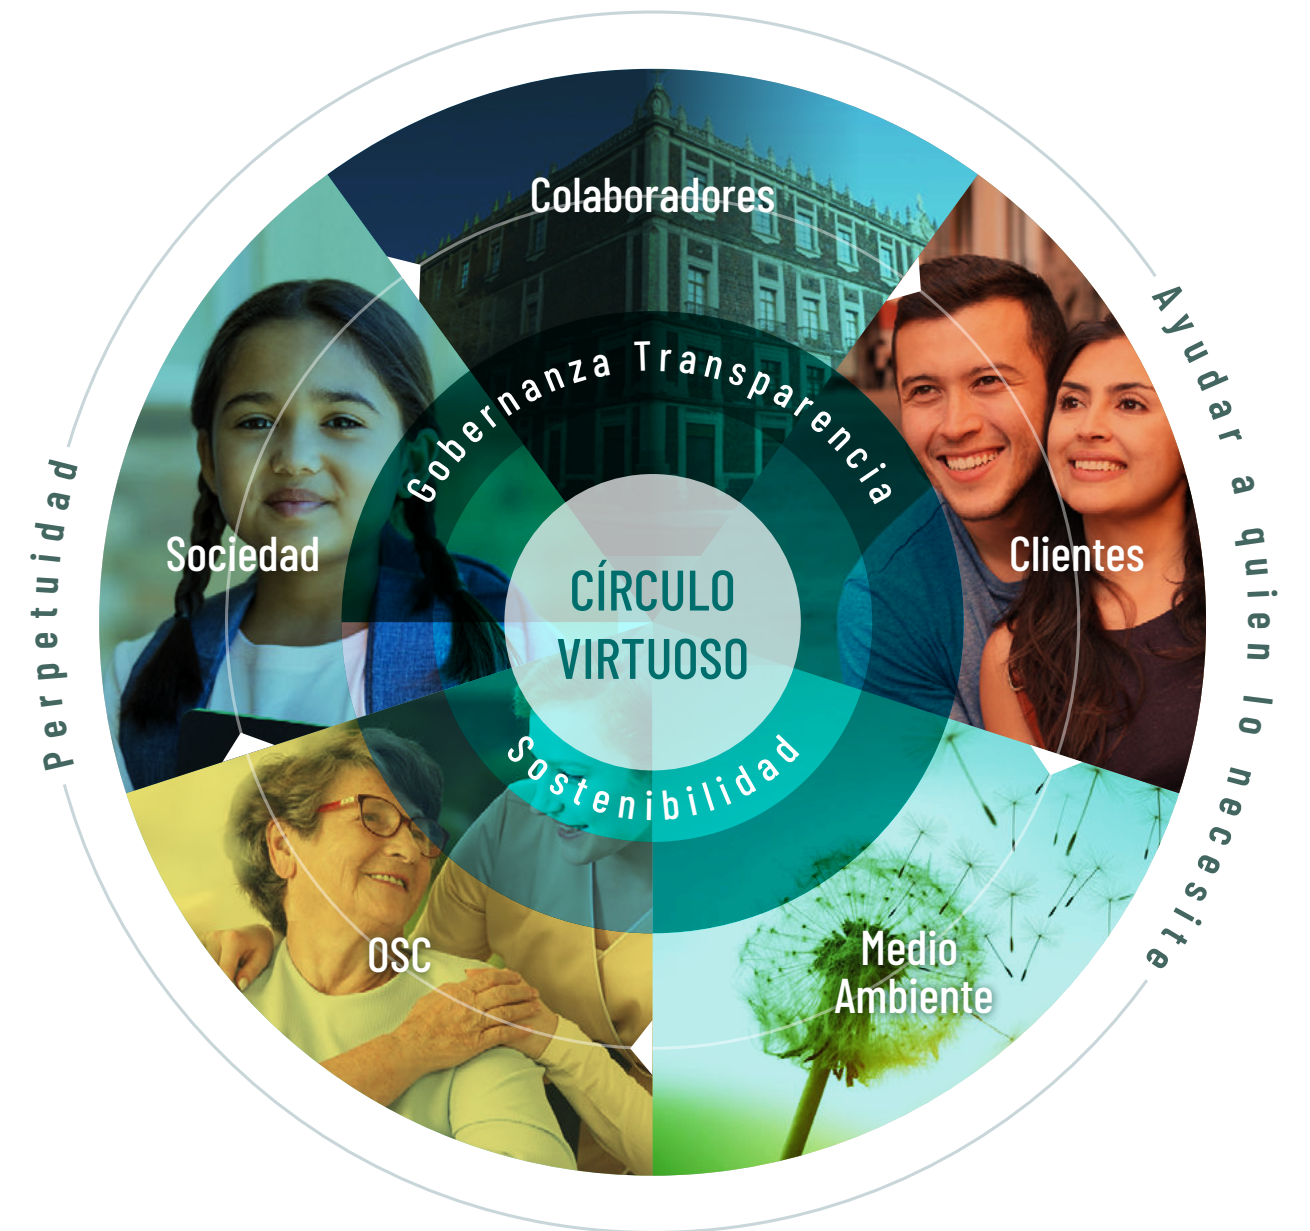 Colaboradores
Gobernanza Transparencia
Ayudar a quien lo necesite
Perpetuidad
Sociedad
Clientes
CÍRCULO
VIRTUOSO
Sostenibilidad
OSC
Medio
Ambiente